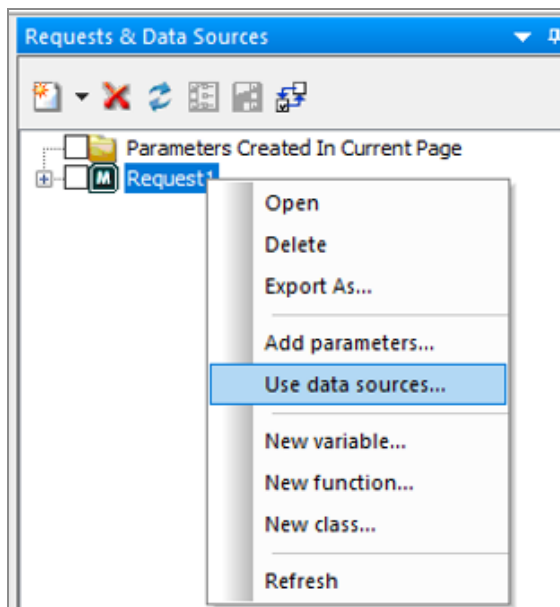 Requests & Data Sources
Parameters Created In Current Page
M Request1
Open
Delete
Export As...
Add parameters...
Use data sources...
New variable...
New function...
New class...
Refresh